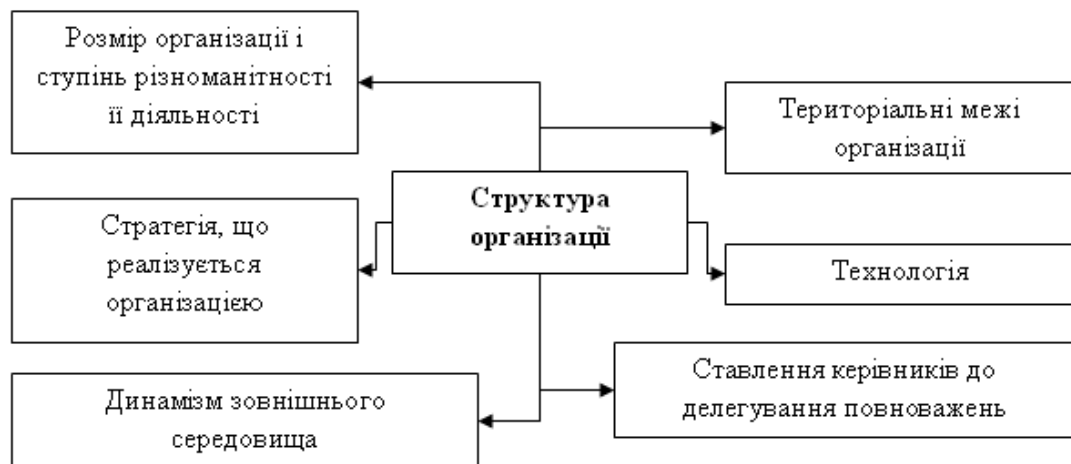 Розмір організації і
ступінь різноманітності
її діяльності
Територіальні межі
організації
Структура
організації
Стратегія, що
реалізується
організацією
Технологія
Ставлення керівників до
делегування повноважень
Динамізм зовнішнього
середовища